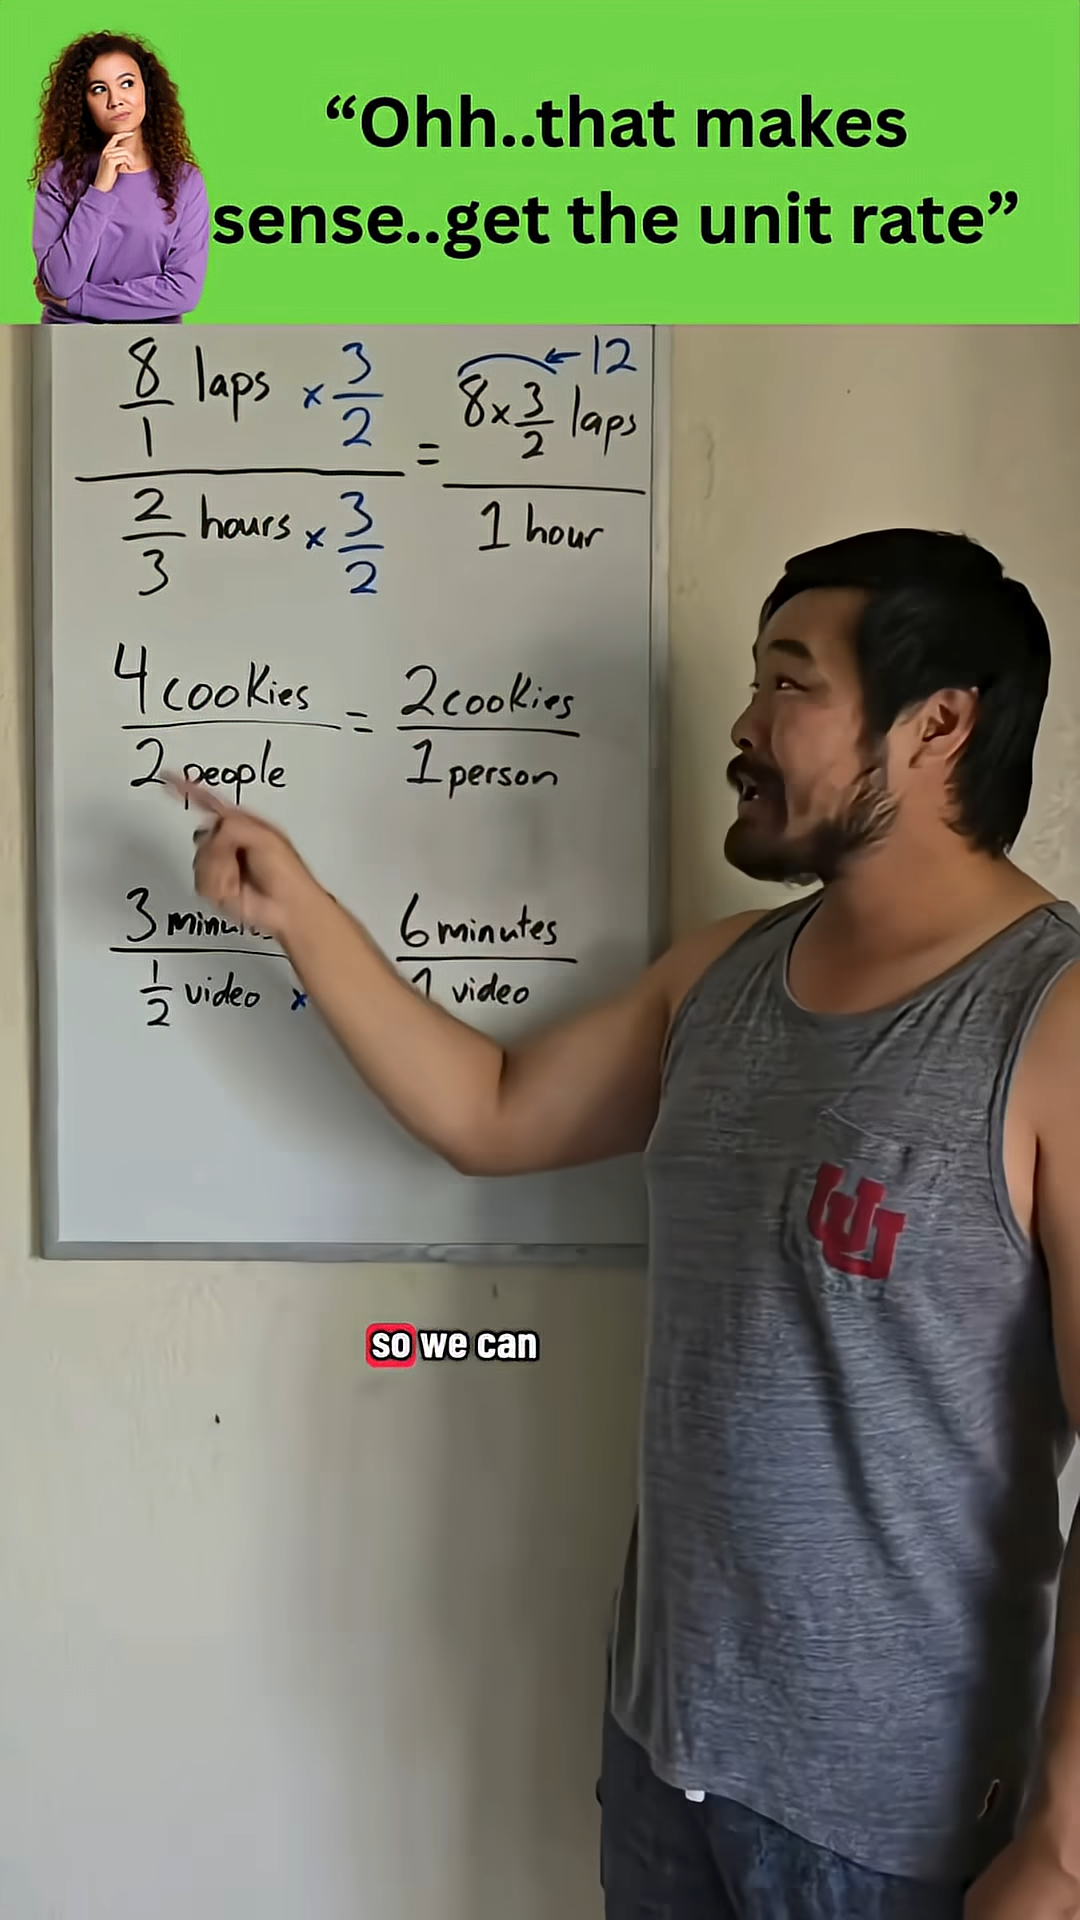 “Ohh..that makes
sense..get the unit rate”
8/1 laps × 3/2 = 8 × 3/2 laps ← 12
2/3 hours × 3/2 1 hour
4 cookies = 2 cookies
2 people 1 person
3 6 minutes
1/2 video × 1 video
U
so we can